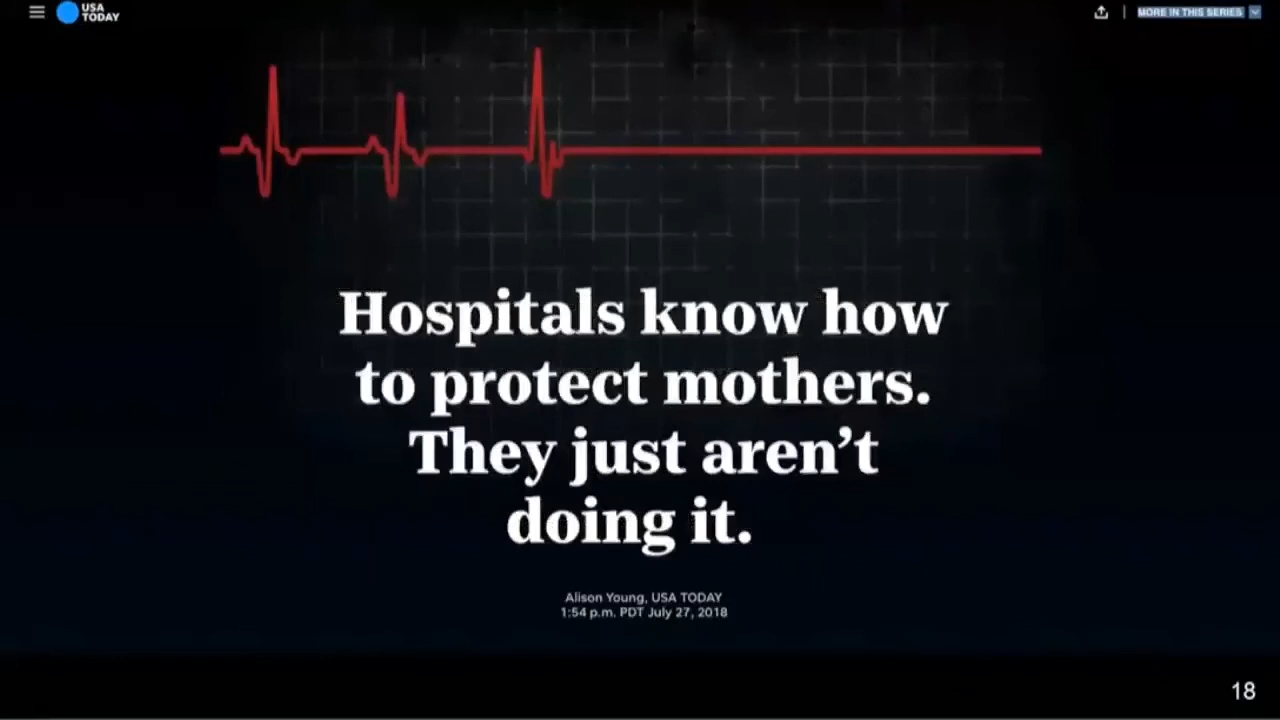 USA
TODAY
MORE IN THIS SERIES
Hospitals know how
to protect mothers.
They just aren’t
doing it.
Alison Young, USA TODAY
1:54 p.m. PDT July 27, 2018
18